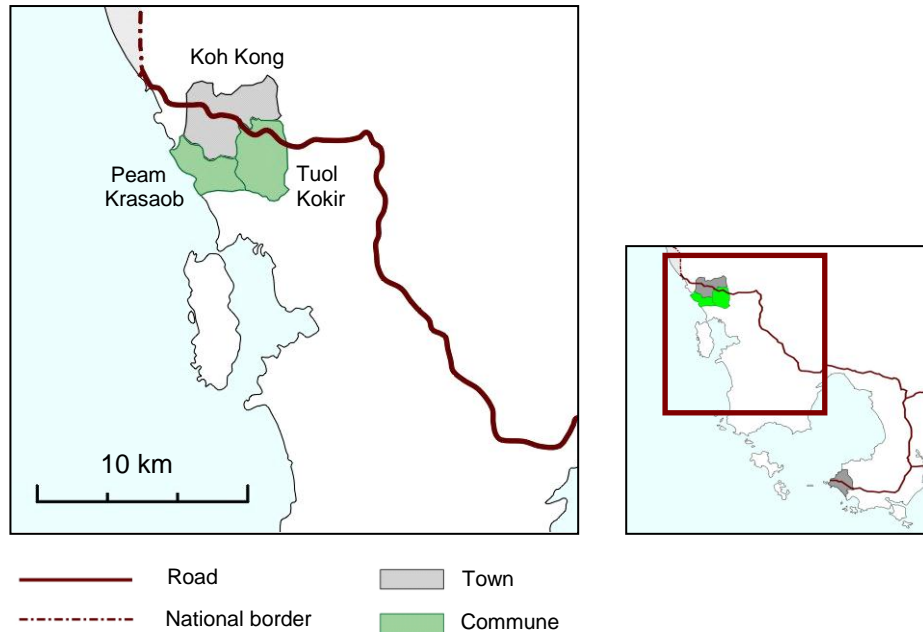 Koh Kong
Peam
Krasaob
Tuol
Kokir
10 km
Road
Town
National border
Commune